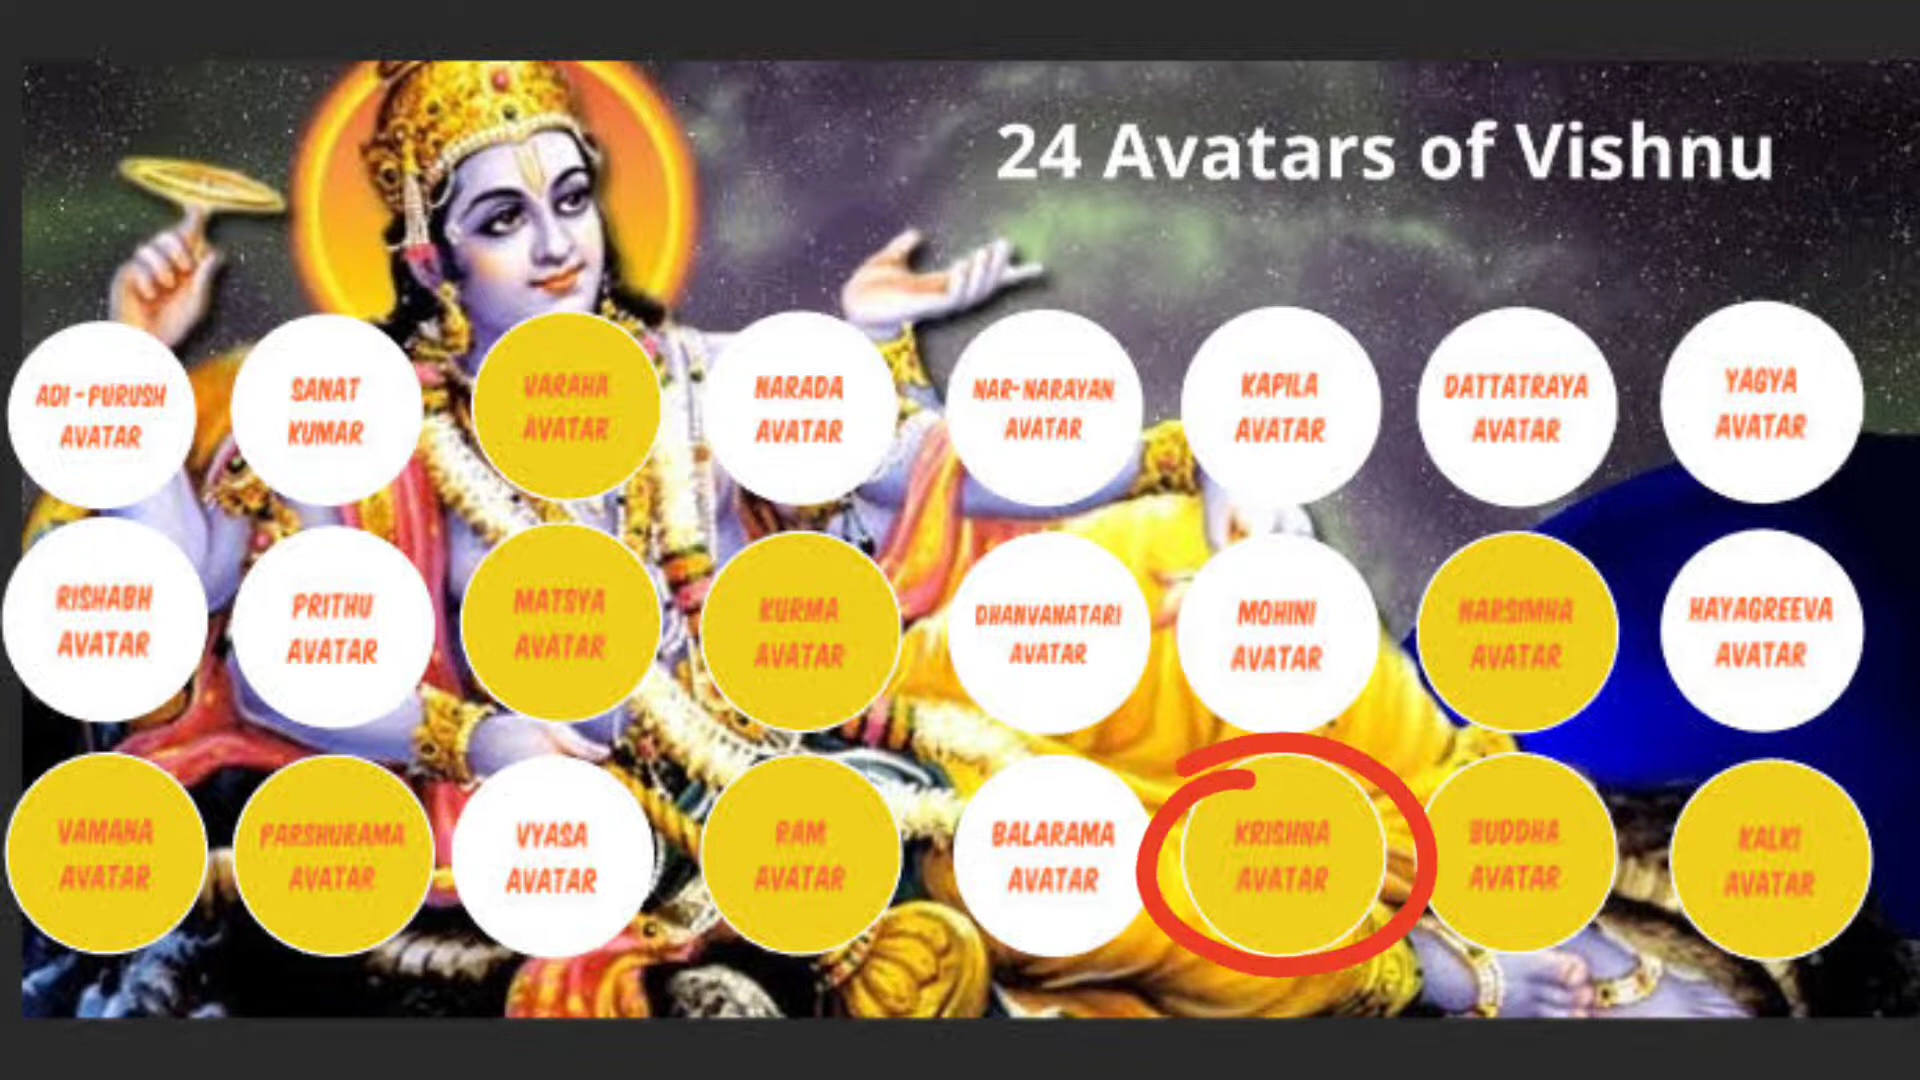 24 Avatars of Vishnu
ADI - PURUSH
AVATAR
SANAT
KUMAR
VARAHA
AVATAR
NARADA
AVATAR
NAR-NARAYAN
AVATAR
KAPILA
AVATAR
DATTATRAYA
AVATAR
YAGYA
AVATAR
RISHABH
AVATAR
PRITHU
AVATAR
MATSYA
AVATAR
KURMA
AVATAR
DHANVANATARI
AVATAR
MOHINI
AVATAR
NARSIMHA
AVATAR
HAYAGREEVA
AVATAR
VAMANA
AVATAR
PARSHURAMA
AVATAR
VYASA
AVATAR
RAM
AVATAR
BALARAMA
AVATAR
KRISHNA
AVATAR
BUDDHA
AVATAR
KALKI
AVATAR